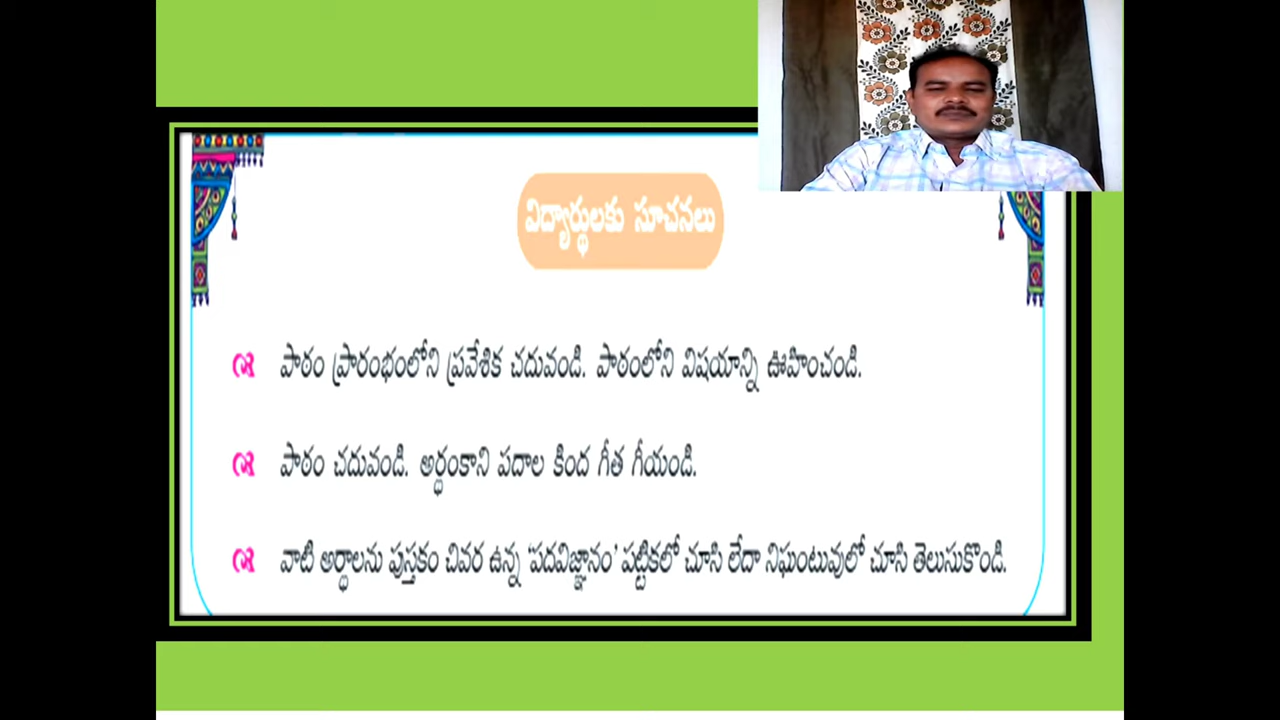 విద్యార్థులకు సూచనలు
పాఠం ప్రారంభంలోని ప్రవేశిక చదువండి. పాఠంలోని విషయాన్ని ఊహించండి.
పాఠం చదువండి. అర్థంకాని పదాల కింద గీత గీయండి.
వాటి అర్థాలను పుస్తకం చివర ఉన్న 'పదవిజ్ఞానం' పట్టికలో చూసి లేదా నిఘంటువులో చూసి తెలుసుకొండి.